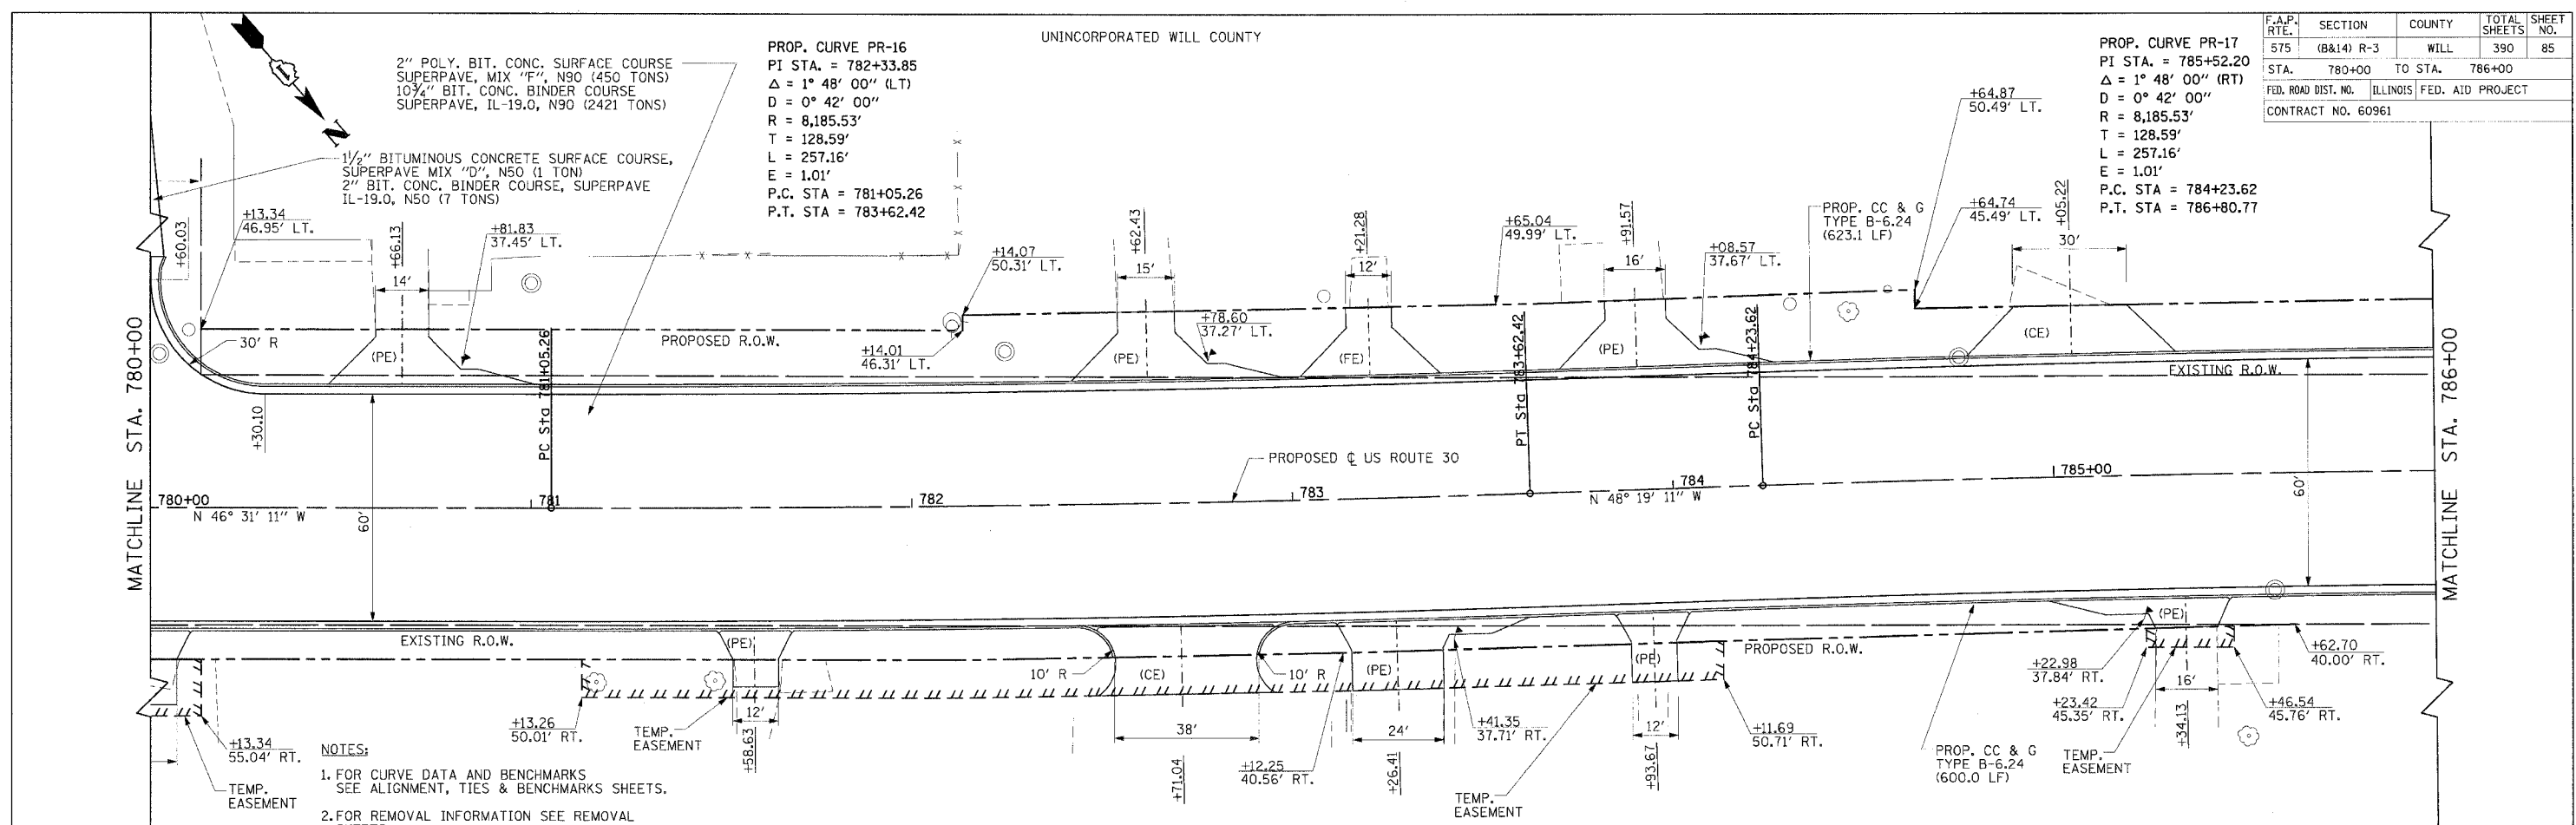 UNINCORPORATED WILL COUNTY
F.A.P. RTE. SECTION COUNTY TOTAL SHEETS SHEET NO.
575 (B&14) R-3 WILL 390 85
STA. 780+00 TO STA. 786+00
FED. ROAD DIST. NO. ILLINOIS FED. AID PROJECT
CONTRACT NO. 60961
N
2" POLY. BIT. CONC. SURFACE COURSE
SUPERPAVE, MIX "F", N90 (450 TONS)
10¾" BIT. CONC. BINDER COURSE
SUPERPAVE, IL-19.0, N90 (2421 TONS)
1½" BITUMINOUS CONCRETE SURFACE COURSE,
SUPERPAVE MIX "D", N50 (1 TON)
2" BIT. CONC. BINDER COURSE, SUPERPAVE
IL-19.0, N50 (7 TONS)
PROP. CURVE PR-16
PI STA. = 782+33.85
Δ = 1° 48' 00" (LT)
D = 0° 42' 00"
R = 8,185.53'
T = 128.59'
L = 257.16'
E = 1.01'
P.C. STA = 781+05.26
P.T. STA = 783+62.42
PROP. CURVE PR-17
PI STA. = 785+52.20
Δ = 1° 48' 00" (RT)
D = 0° 42' 00"
R = 8,185.53'
T = 128.59'
L = 257.16'
E = 1.01'
P.C. STA = 784+23.62
P.T. STA = 786+80.77
+64.87
50.49' LT.
+64.74
45.49' LT.
+05.22
30'
(CE)
PROP. CC & G
TYPE B-6.24
(623.1 LF)
+60.03
+13.34
46.95' LT.
+66.13
14'
(PE)
+81.83
37.45' LT.
30' R
+30.10
PROPOSED R.O.W.
+14.07
50.31' LT.
+14.01
46.31' LT.
+62.43
15'
(PE)
+78.60
37.27' LT.
+21.28
12'
(FE)
+65.04
49.99' LT.
+91.57
16'
(PE)
+08.57
37.67' LT.
EXISTING R.O.W.
MATCHLINE STA. 780+00
MATCHLINE STA. 786+00
PC Sta 781+05.26
PT Sta 783+62.42
PC Sta 784+23.62
PROPOSED ℄ US ROUTE 30
780+00
781
782
783
784
785+00
N 46° 31' 11" W
N 48° 19' 11" W
60'
60'
EXISTING R.O.W.
(PE)
12'
+58.63
+13.34
55.04' RT.
TEMP.
EASEMENT
+13.26
50.01' RT.
TEMP.
EASEMENT
10' R
(CE)
10' R
38'
+71.04
+12.25
40.56' RT.
(PE)
24'
+26.41
+41.35
37.71' RT.
TEMP.
EASEMENT
(PE)
12'
+93.67
+11.69
50.71' RT.
PROPOSED R.O.W.
PROP. CC & G
TYPE B-6.24
(600.0 LF)
+22.98
37.84' RT.
+23.42
45.35' RT.
TEMP.
EASEMENT
(PE)
16'
+34.13
+46.54
45.76' RT.
+62.70
40.00' RT.
NOTES:
1. FOR CURVE DATA AND BENCHMARKS
SEE ALIGNMENT, TIES & BENCHMARKS SHEETS.
2. FOR REMOVAL INFORMATION SEE REMOVAL